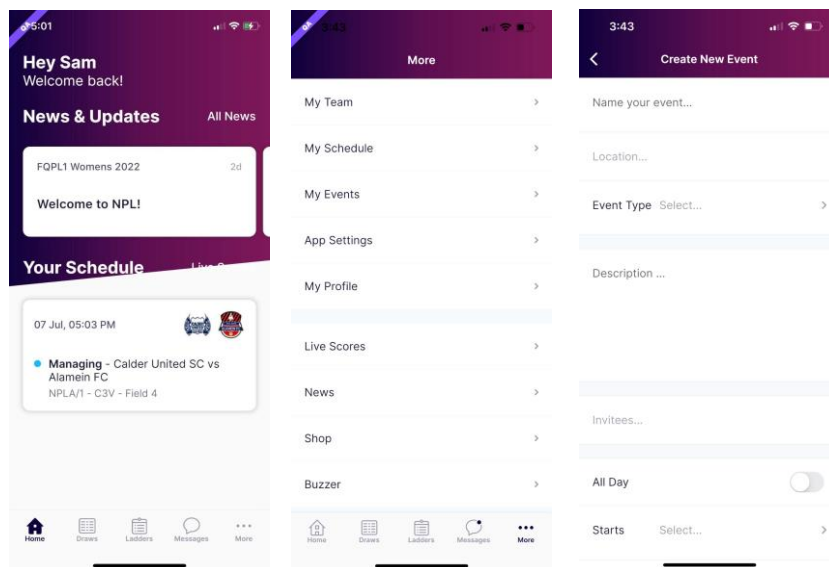 5:01
Hey Sam
Welcome back!
News & Updates
All News
FQPL1 Womens 2022
2d
Welcome to NPL!
Your Schedule
07 Jul, 05:03 PM
Managing - Calder United SC vs
Alamein FC
NPLA/1 - C3V - Field 4
Home
Draws
Ladders
Messages
More
3:43
More
My Team
My Schedule
My Events
App Settings
My Profile
Live Scores
News
Shop
Buzzer
Home
Draws
Ladders
Messages
More
3:43
Create New Event
Name your event...
Location...
Event Type Select...
Description ...
Invitees...
All Day
Starts Select...